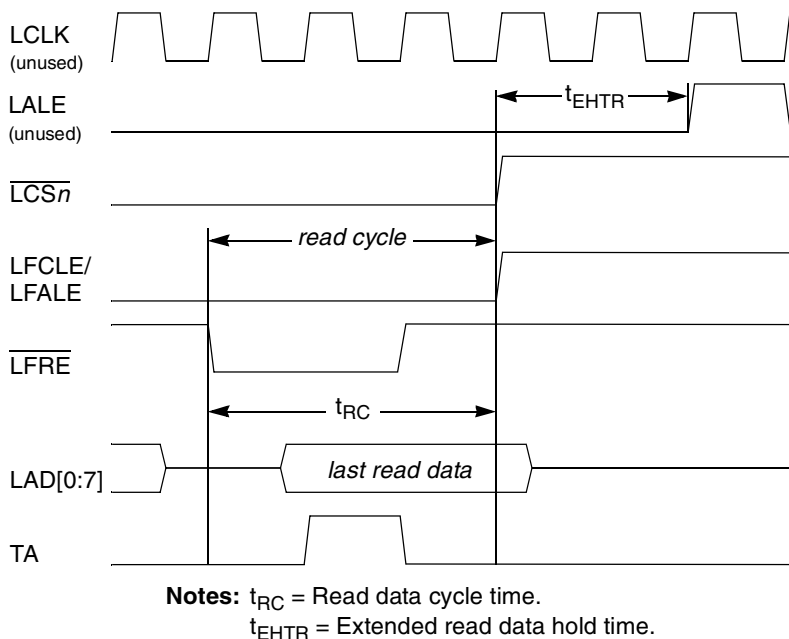 LCLK
(unused)
LALE
(unused)
tEHTR
LCSn
read cycle
LFCLE/
LFALE
LFRE
tRC
LAD[0:7]
last read data
TA
Notes: tRC = Read data cycle time.
tEHTR = Extended read data hold time.